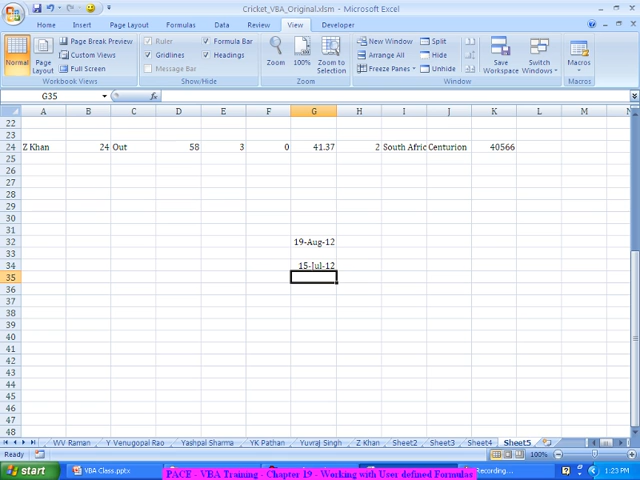 Cricket_VBA_Original.xlsm - Microsoft Excel
Home Insert Page Layout Formulas Data Review View Developer
Normal Page Layout Page Break Preview Custom Views Full Screen
Workbook Views
Ruler Formula Bar
Gridlines Headings
Message Bar
Show/Hide
Zoom 100% Zoom to Selection
Zoom
New Window Split
Arrange All Hide
Freeze Panes Unhide
Save Workspace Switch Windows
Window
Macros
Macros
G35 fx
A B C D E F G H I J K L M N
22
23
24 Z Khan 24 Out 58 3 0 41.37 2 South Afric Centurion 40566
25
26
27
28
29
30
31
32 19-Aug-12
33
34 15-Jul-12
35
36
37
38
39
40
41
42
43
44
45
46
47
48
WV Raman Y Venugopal Rao Yashpal Sharma YK Pathan Yuvraj Singh Z Khan Sheet2 Sheet3 Sheet4 Sheet5
Ready 100%
start VBA Class.pptx PACE - VBA Training - Chapter 19 - Working with User defined Formulas Recording... 1:23 PM